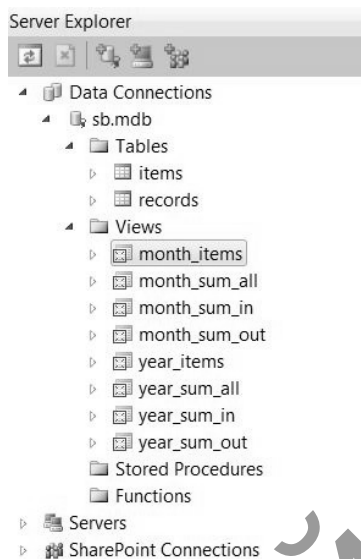 Server Explorer
Data Connections
sb.mdb
Tables
items
records
Views
month_items
month_sum_all
month_sum_in
month_sum_out
year_items
year_sum_all
year_sum_in
year_sum_out
Stored Procedures
Functions
Servers
SharePoint Connections